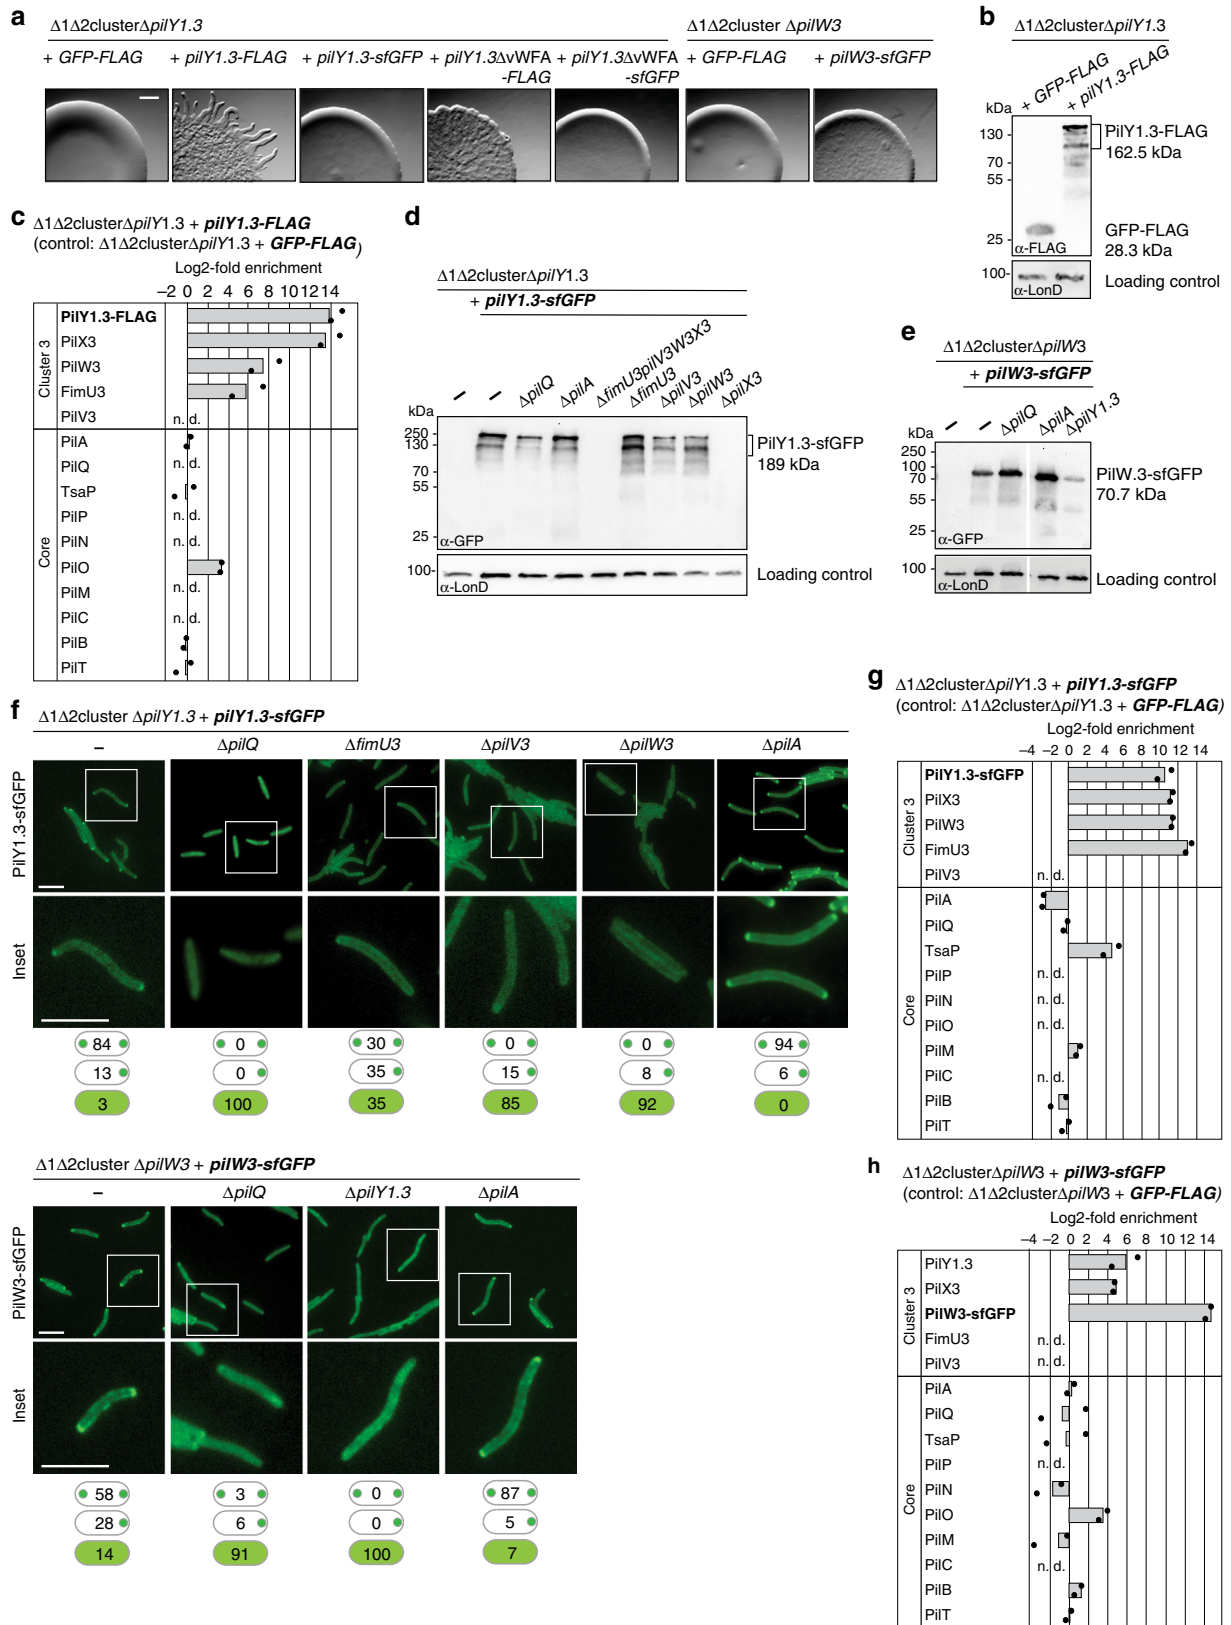 a
Δ1Δ2clusterΔpilY1.3
Δ1Δ2cluster ΔpilW3
+ GFP-FLAG
+ pilY1.3-FLAG
+ pilY1.3-sfGFP
+ pilY1.3ΔvWFA
-FLAG
+ pilY1.3ΔvWFA
-sfGFP
+ GFP-FLAG
+ pilW3-sfGFP
b
Δ1Δ2clusterΔpilY1.3
+ GFP-FLAG
+ pilY1.3-FLAG
kDa
130
70
55
25
PilY1.3-FLAG
162.5 kDa
GFP-FLAG
28.3 kDa
α-FLAG
100
α-LonD
Loading control
c
Δ1Δ2clusterΔpilY1.3 + pilY1.3-FLAG
(control: Δ1Δ2clusterΔpilY1.3 + GFP-FLAG)
Log2-fold enrichment
−2 0 2 4 6 8 10 12 14
Cluster 3
PilY1.3-FLAG
PilX3
PilW3
FimU3
PilV3 n. d.
Core
PilA
PilQ n. d.
TsaP
PilP n. d.
PilN n. d.
PilO
PilM n. d.
PilC n. d.
PilB
PilT
d
Δ1Δ2clusterΔpilY1.3
+ pilY1.3-sfGFP
–
–
ΔpilQ
ΔpilA
ΔfimU3pilV3W3X3
ΔfimU3
ΔpilV3
ΔpilW3
ΔpilX3
kDa
250
130
70
55
25
PilY1.3-sfGFP
189 kDa
α-GFP
100
α-LonD
Loading control
e
Δ1Δ2clusterΔpilW3
+ pilW3-sfGFP
–
–
ΔpilQ
ΔpilA
ΔpilY1.3
kDa
250
100
70
55
25
PilW.3-sfGFP
70.7 kDa
α-GFP
100
α-LonD
Loading control
f
Δ1Δ2cluster ΔpilY1.3 + pilY1.3-sfGFP
– ΔpilQ ΔfimU3 ΔpilV3 ΔpilW3 ΔpilA
PilY1.3-sfGFP
Inset
84 0 30 0 0 94
13 0 35 15 8 6
3 100 35 85 92 0
Δ1Δ2cluster ΔpilW3 + pilW3-sfGFP
– ΔpilQ ΔpilY1.3 ΔpilA
PilW3-sfGFP
Inset
58 3 0 87
28 6 0 5
14 91 100 7
g
Δ1Δ2clusterΔpilY1.3 + pilY1.3-sfGFP
(control: Δ1Δ2clusterΔpilY1.3 + GFP-FLAG)
Log2-fold enrichment
−4 −2 0 2 4 6 8 10 12 14
Cluster 3
PilY1.3-sfGFP
PilX3
PilW3
FimU3
PilV3 n. d.
Core
PilA
PilQ
TsaP
PilP n. d.
PilN n. d.
PilO n. d.
PilM
PilC n. d.
PilB
PilT
h
Δ1Δ2clusterΔpilW3 + pilW3-sfGFP
(control: Δ1Δ2clusterΔpilW3 + GFP-FLAG)
Log2-fold enrichment
−4 −2 0 2 4 6 8 10 12 14
Cluster 3
PilY1.3
PilX3
PilW3-sfGFP
FimU3 n. d.
PilV3 n. d.
Core
PilA
PilQ
TsaP
PilP n. d.
PilN
PilO
PilM
PilC n. d.
PilB
PilT